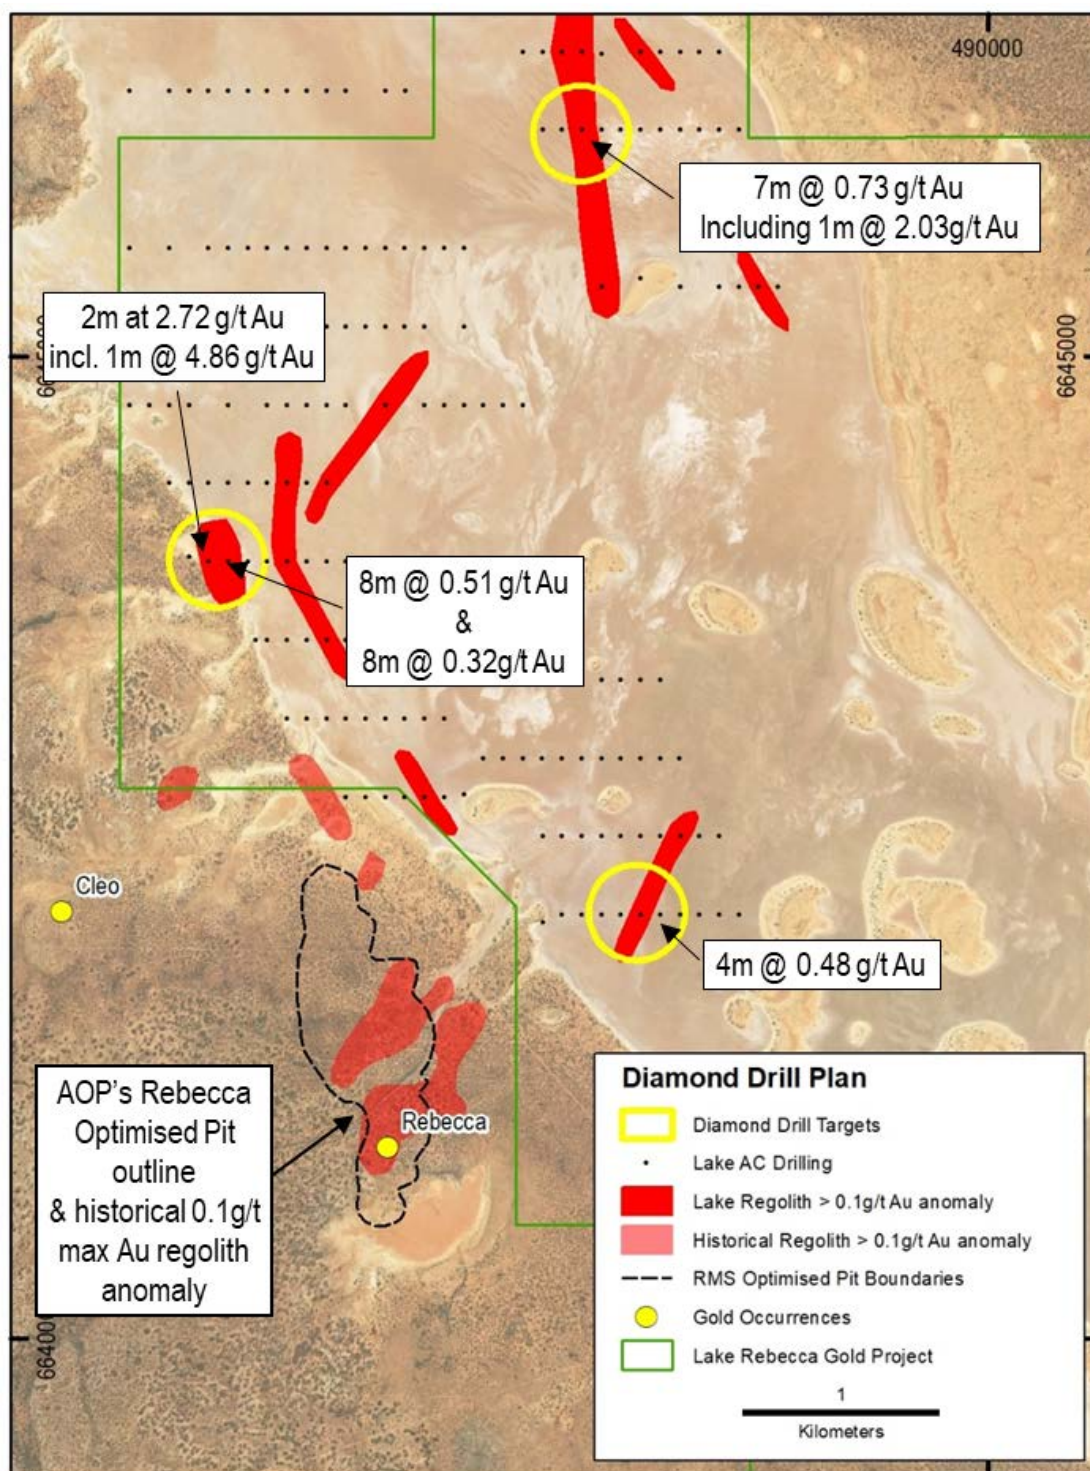 490000
7m @ 0.73 g/t Au
Including 1m @ 2.03g/t Au
2m at 2.72 g/t Au
incl. 1m @ 4.86 g/t Au
6645000
8m @ 0.51 g/t Au
&
8m @ 0.32g/t Au
Cleo
4m @ 0.48 g/t Au
AOP's Rebecca
Optimised Pit
outline
& historical 0.1g/t
max Au regolith
anomaly
Rebecca
Diamond Drill Plan
Diamond Drill Targets
Lake AC Drilling
Lake Regolith > 0.1g/t Au anomaly
Historical Regolith > 0.1g/t Au anomaly
RMS Optimised Pit Boundaries
Gold Occurrences
Lake Rebecca Gold Project
1
Kilometers